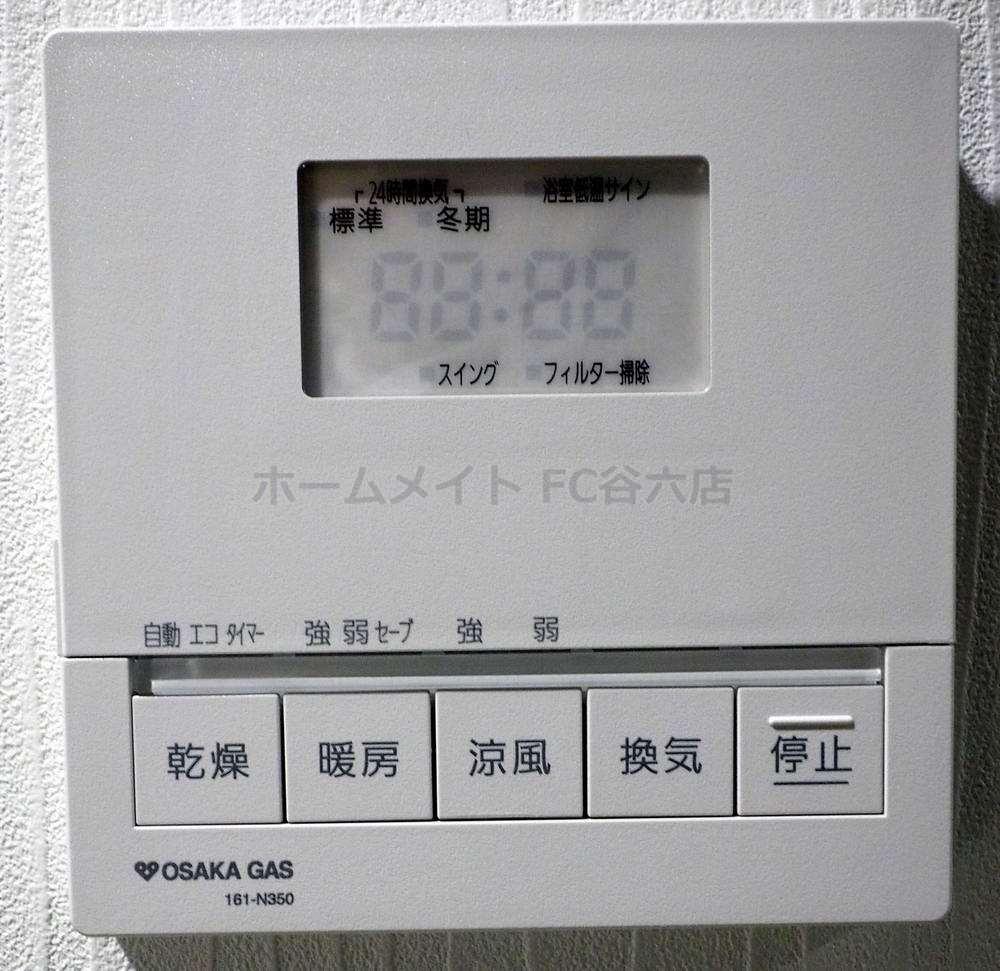 24時間換気 浴室低温サイン
標準 冬期
88:88
スイング フィルター掃除
ホームメイト FC谷六店
自動 エコ タイマー 強 弱 セーブ 強 弱
乾燥 暖房 涼風 換気 停止
OSAKA GAS
161-N350